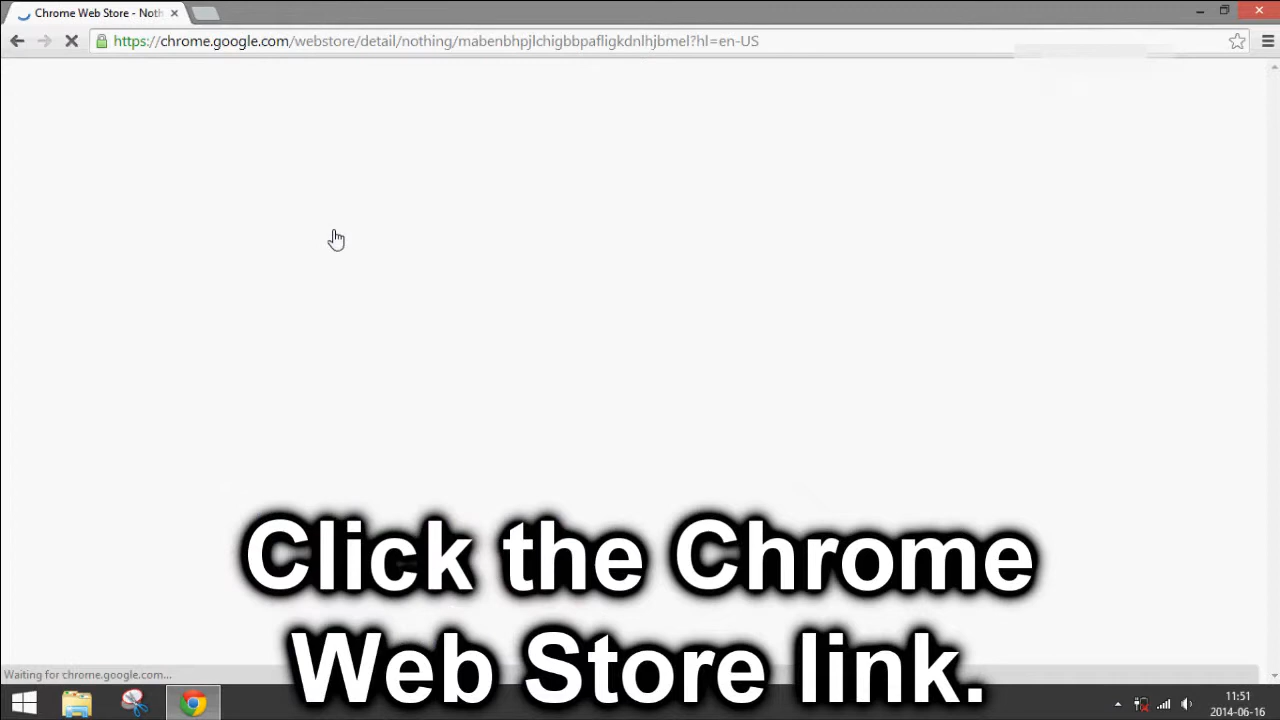 Chrome Web Store - Noth
https://chrome.google.com/webstore/detail/nothing/mabenbhpjlchigbbpafligkdnlhjbmel?hl=en-US
Click the Chrome
Web Store link.
Waiting for chrome.google.com...
11:51
2014-06-16